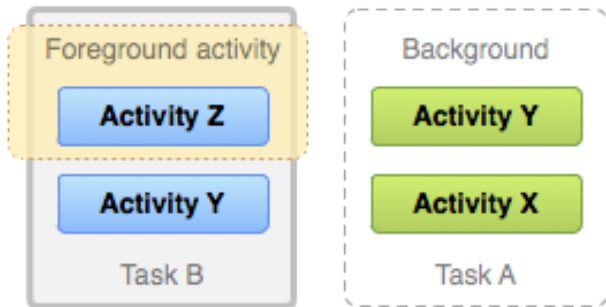 Foreground activity
Activity Z
Activity Y
Task B
Background
Activity Y
Activity X
Task A